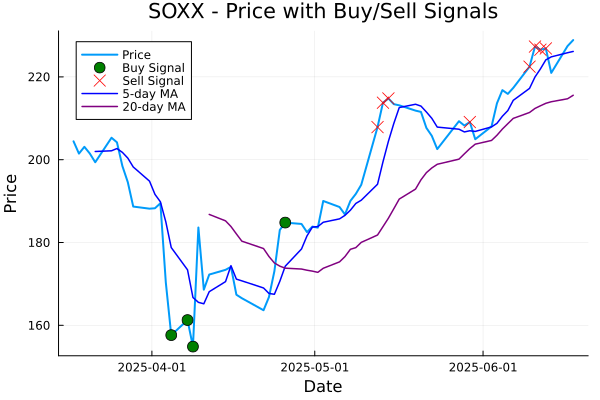 SOXX - Price with Buy/Sell Signals
Price
Buy Signal
Sell Signal
5-day MA
20-day MA
220
200
180
160
Price
2025-04-01
2025-05-01
2025-06-01
Date